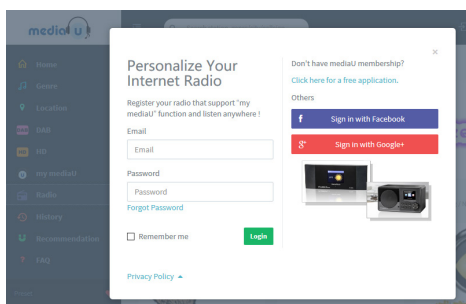 mediaU
Home
Genre
Location
DAB
HD
my mediaU
Radio
History
Recommendation
FAQ
×
Personalize Your
Internet Radio
Register your radio that support "my
mediaU" function and listen anywhere !
Email
Email
Password
Password
Forgot Password
Remember me
Login
Privacy Policy
Don't have mediaU membership?
Click here for a free application.
Others
f Sign in with Facebook
g+ Sign in with Google+